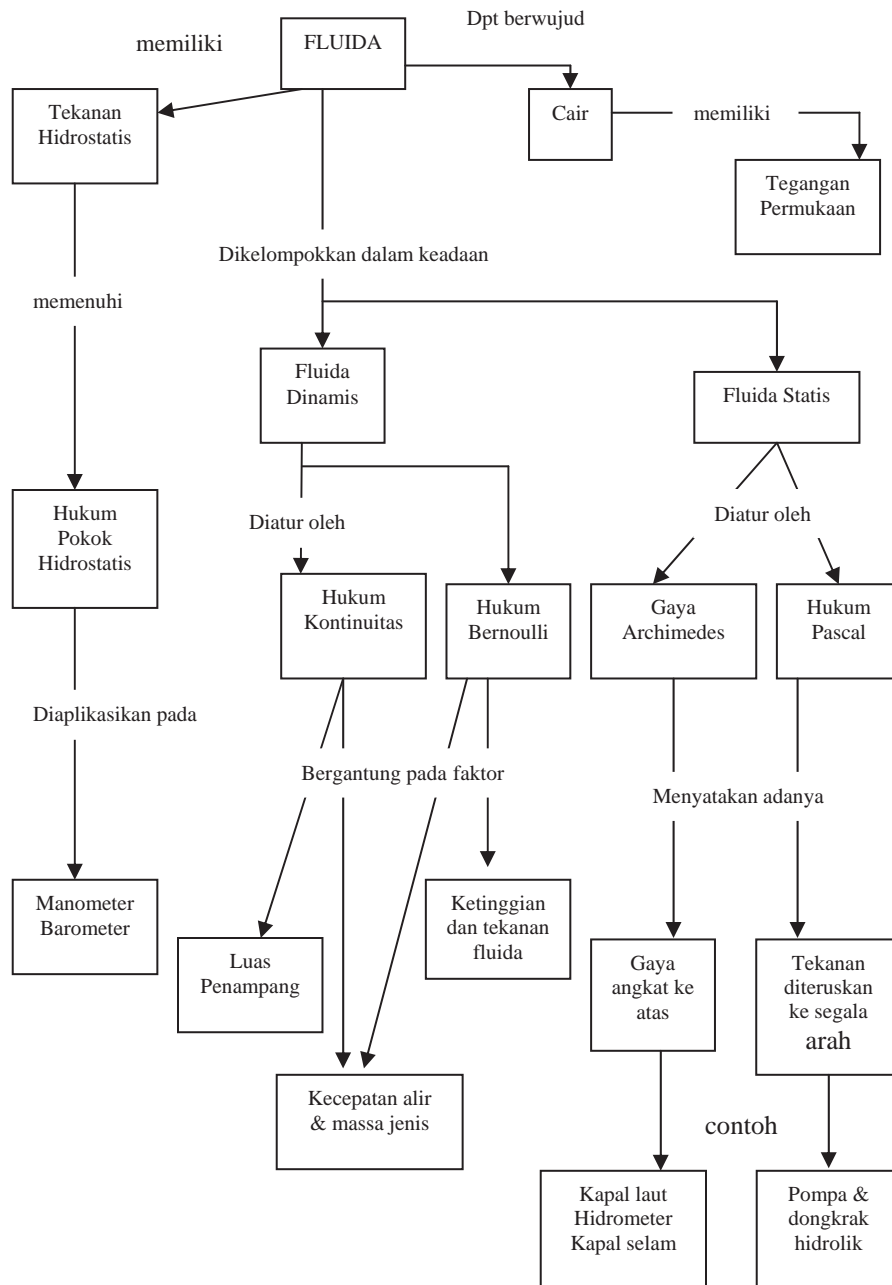 Dpt berwujud
memiliki
FLUIDA
Tekanan
Hidrostatis
Cair
memiliki
Tegangan
Permukaan
Dikelompokkan dalam keadaan
memenuhi
Fluida
Dinamis
Fluida Statis
Hukum
Pokok
Hidrostatis
Diatur oleh
Diatur oleh
Hukum
Kontinuitas
Hukum
Bernoulli
Gaya
Archimedes
Hukum
Pascal
Diaplikasikan pada
Bergantung pada faktor
Menyatakan adanya
Manometer
Barometer
Luas
Penampang
Ketinggian
dan tekanan
fluida
Gaya
angkat ke
atas
Tekanan
diteruskan
ke segala
arah
Kecepatan alir
& massa jenis
contoh
Kapal laut
Hidrometer
Kapal selam
Pompa &
dongkrak
hidrolik